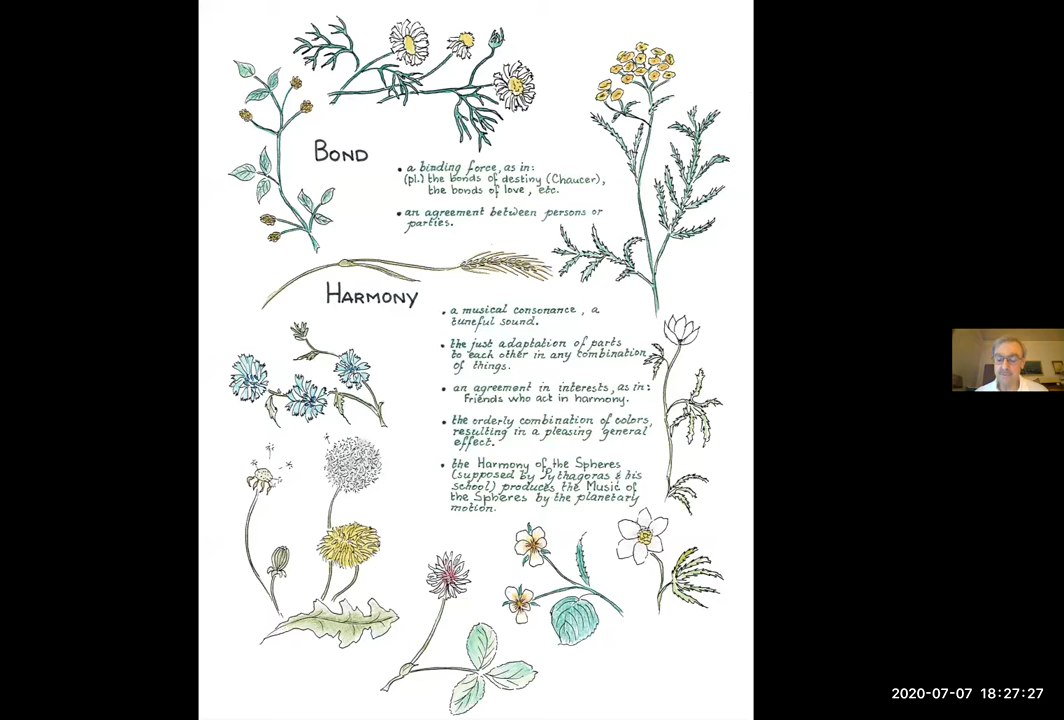 BOND
• a binding force, as in:
(pl.) the bonds of destiny (Chaucer),
the bonds of love, etc.
• an agreement between persons or
parties.
HARMONY
• a musical consonance, a
tuneful sound.
• the just adaptation of parts
to each other in any combination
of things.
• an agreement in interests, as in:
Friends who act in harmony.
• the orderly combination of colors,
resulting in a pleasing general
effect.
• the Harmony of the Spheres
(supposed by Pythagoras & his
school) produces the Music of
the Spheres by the planetary
motion.
2020-07-07 18:27:27